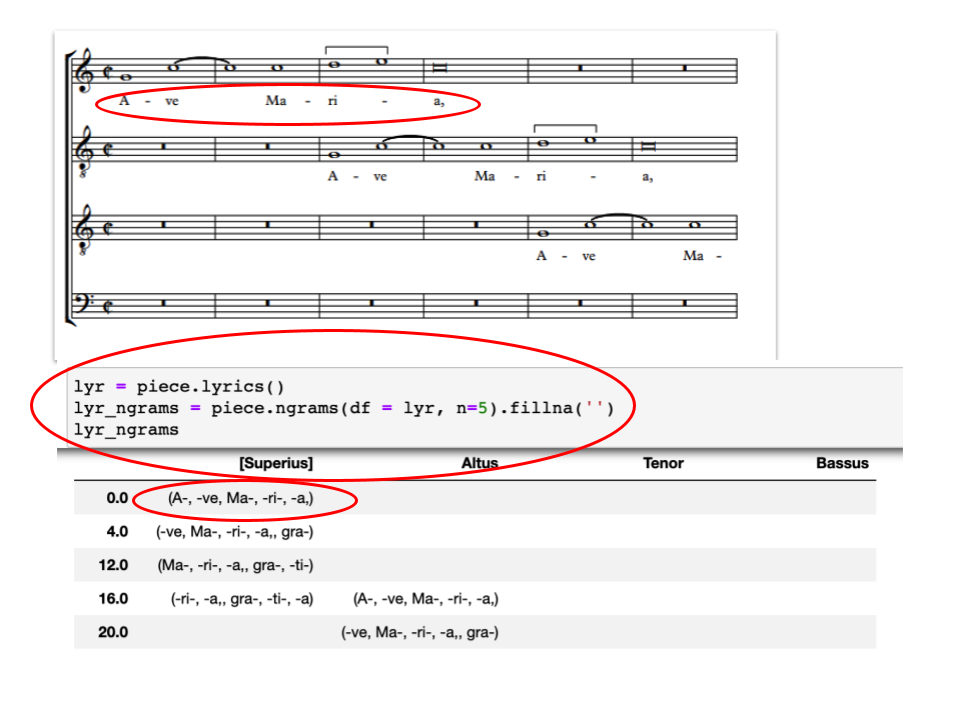 A - ve Ma - ri - a,
8
A - ve Ma - ri - a,
8
A - ve Ma -
lyr = piece.lyrics()
lyr_ngrams = piece.ngrams(df = lyr, n=5).fillna('')
lyr_ngrams
[Superius] Altus Tenor Bassus
0.0 (A-, -ve, Ma-, -ri-, -a,)
4.0 (-ve, Ma-, -ri-, -a,, gra-)
12.0 (Ma-, -ri-, -a,, gra-, -ti-)
16.0 (-ri-, -a,, gra-, -ti-, -a) (A-, -ve, Ma-, -ri-, -a,)
20.0 (-ve, Ma-, -ri-, -a,, gra-)